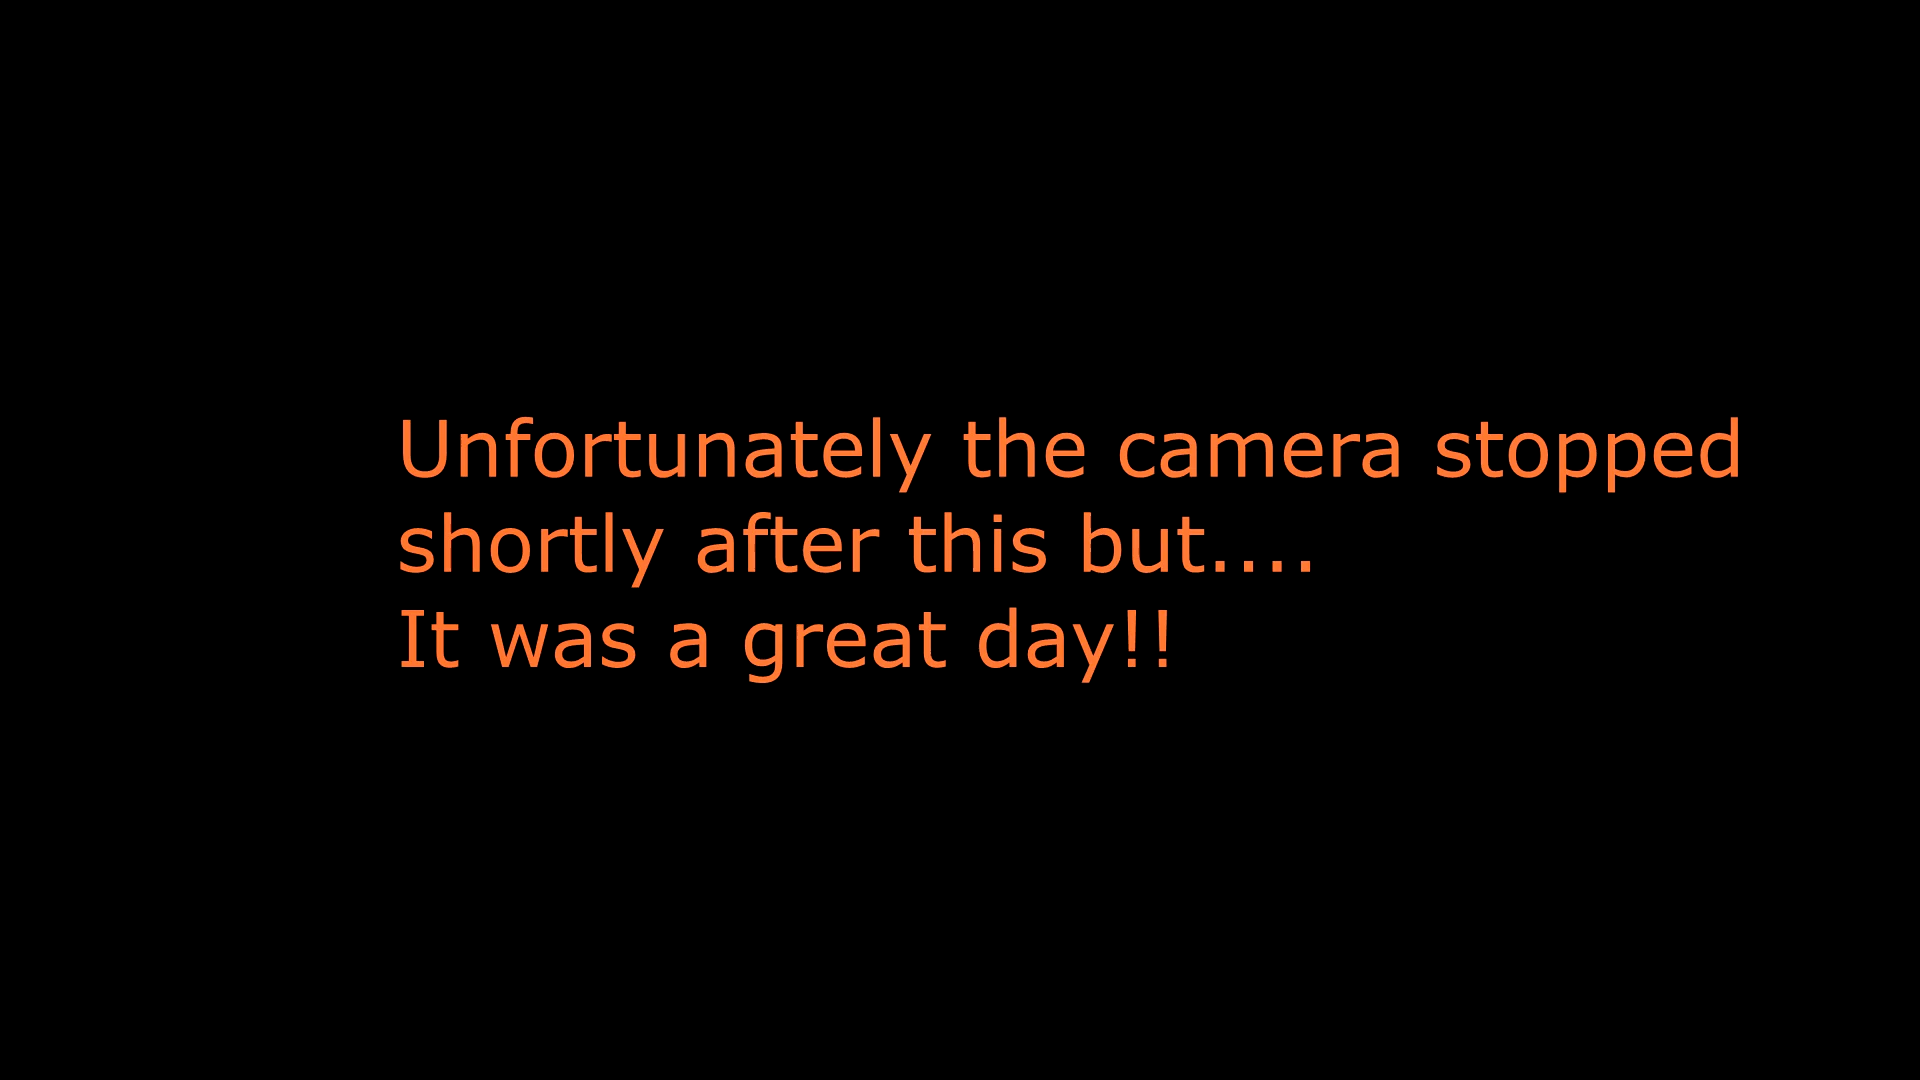 Unfortunately the camera stopped
shortly after this but....
It was a great day!!